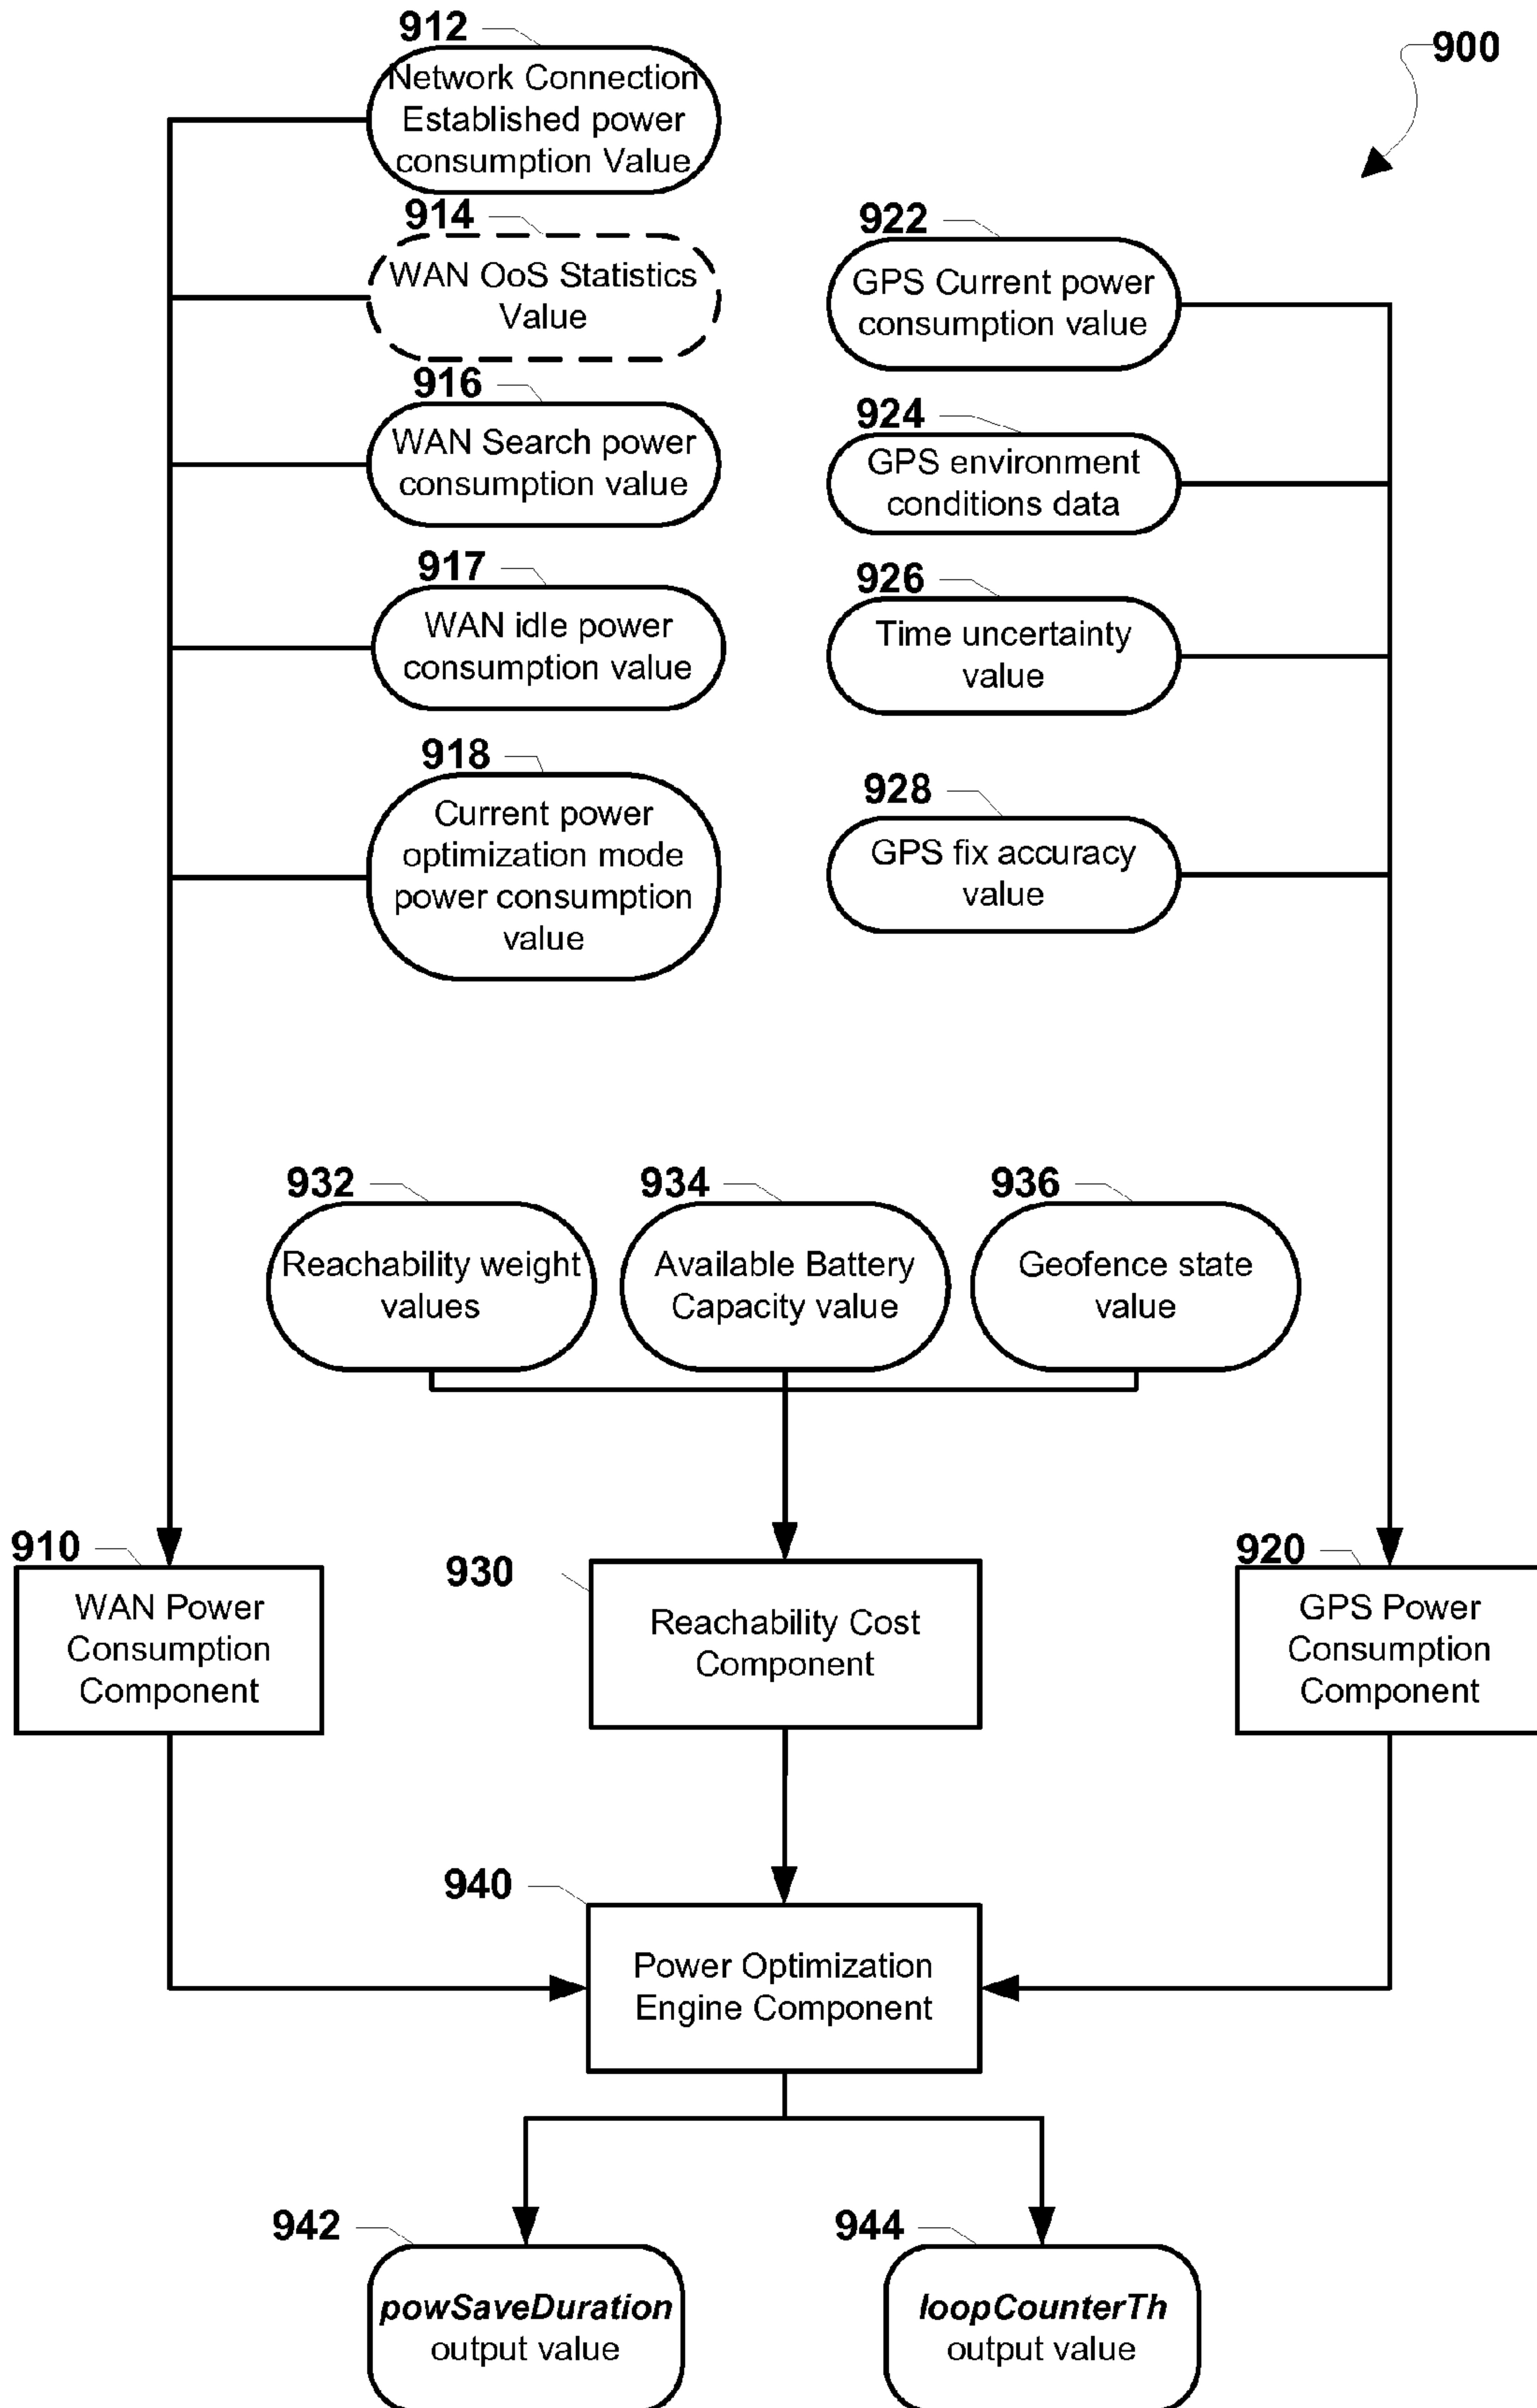 912
900
Network Connection
Established power
consumption Value
914
WAN OoS Statistics
Value
922
GPS Current power
consumption value
916
WAN Search power
consumption value
924
GPS environment
conditions data
917
WAN idle power
consumption value
926
Time uncertainty
value
918
Current power
optimization mode
power consumption
value
928
GPS fix accuracy
value
932
934
936
Reachability weight
values
Available Battery
Capacity value
Geofence state
value
910
WAN Power
Consumption
Component
930
Reachability Cost
Component
920
GPS Power
Consumption
Component
940
Power Optimization
Engine Component
942
powSaveDuration
output value
944
loopCounterTh
output value